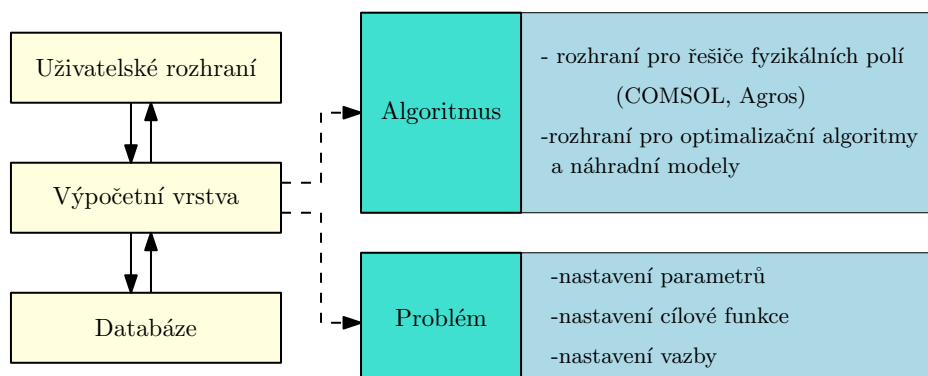 Uživatelské rozhraní
Výpočetní vrstva
Databáze
Algoritmus
- rozhraní pro řešiče fyzikálních polí
(COMSOL, Agros)
-rozhraní pro optimalizační algoritmy
a náhradní modely
Problém
-nastavení parametrů
-nastavení cílové funkce
-nastavení vazby